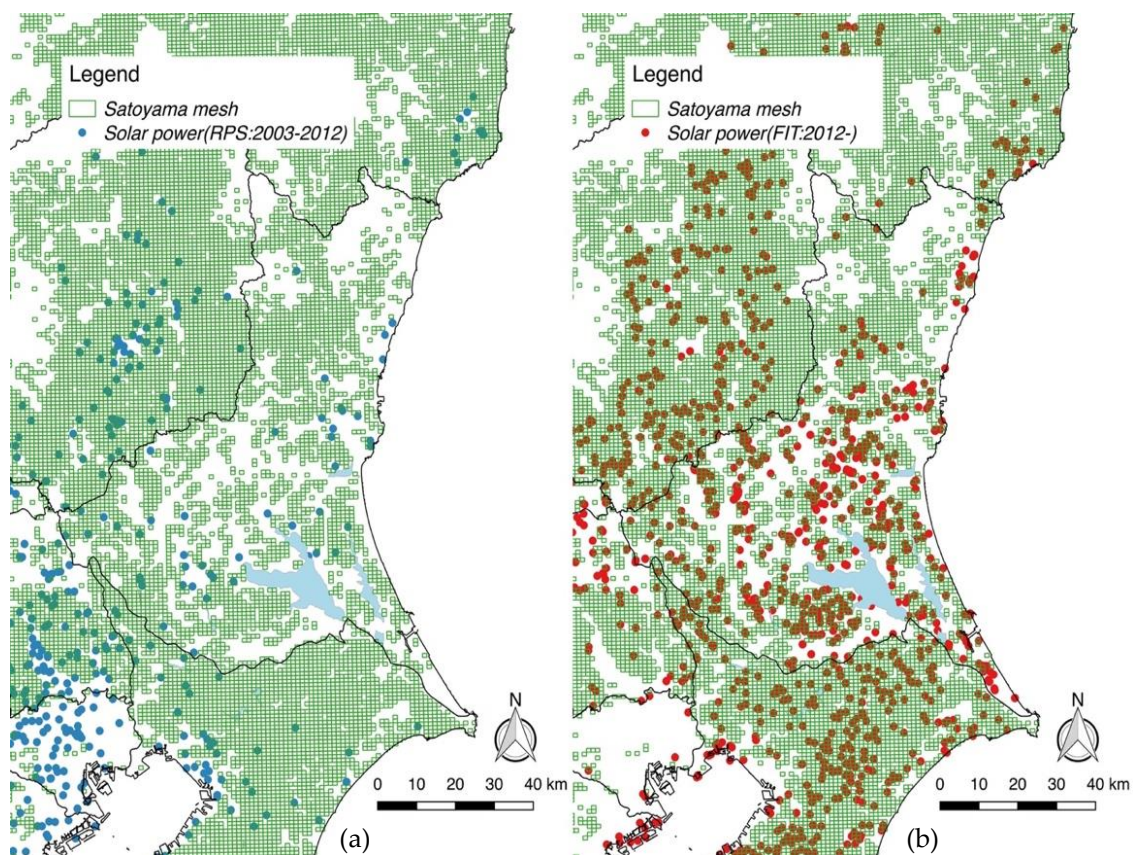 Legend
Satoyama mesh
Solar power(RPS:2003-2012)
N
0 10 20 30 40 km
(a)
Legend
Satoyama mesh
Solar power(FIT:2012-)
N
0 10 20 30 40 km
(b)